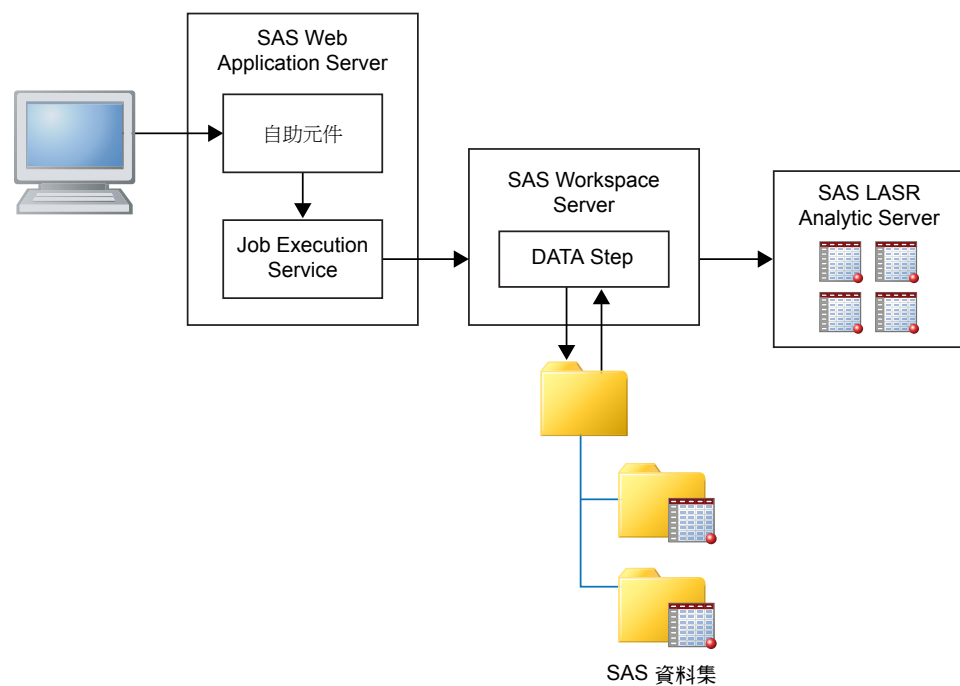 SAS Web
Application Server
自助元件
Job Execution
Service
SAS Workspace
Server
DATA Step
SAS LASR
Analytic Server
SAS 資料集